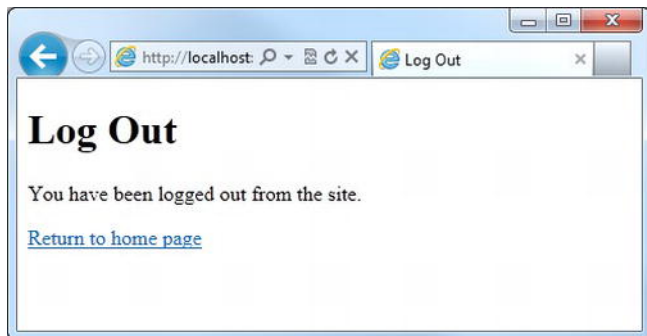 http://localhost: Log Out
Log Out
You have been logged out from the site.
Return to home page